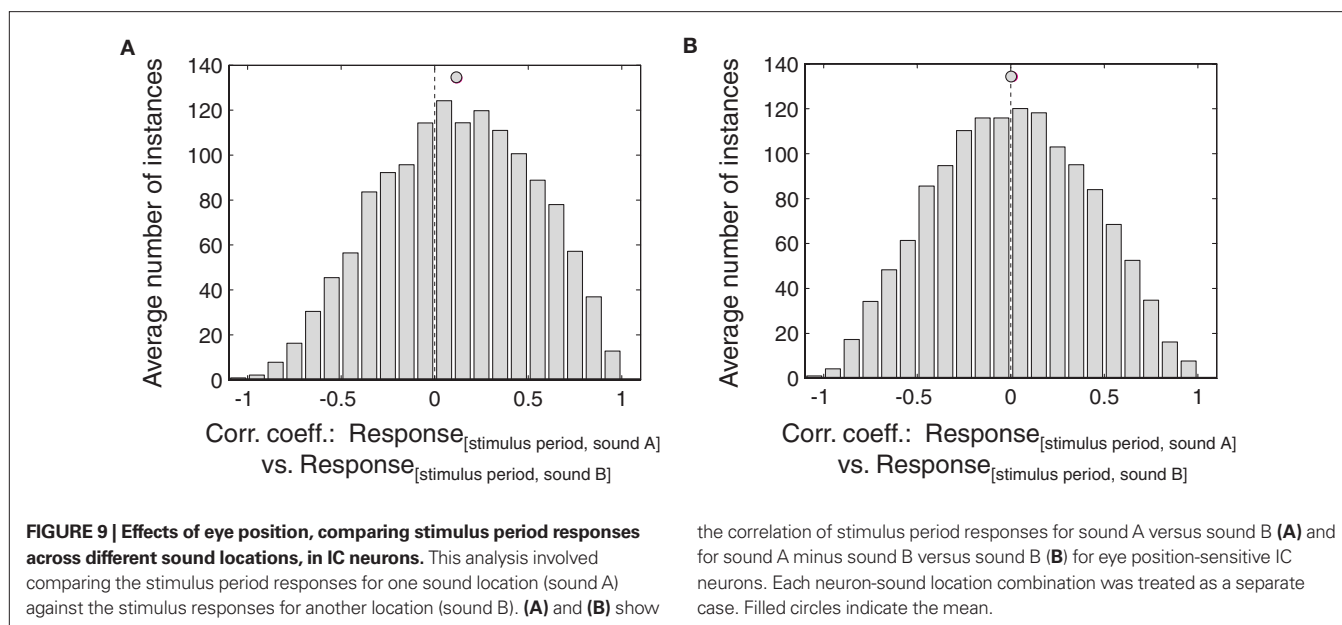 A
140
120
100
80
60
40
20
0
Average number of instances
-1 -0.5 0 0.5 1
Corr. coeff.: Response[stimulus period, sound A]
vs. Response[stimulus period, sound B]
B
140
120
100
80
60
40
20
0
Average number of instances
-1 -0.5 0 0.5 1
Corr. coeff.: Response[stimulus period, sound A]
vs. Response[stimulus period, sound B]
FIGURE 9 | Effects of eye position, comparing stimulus period responses
across different sound locations, in IC neurons. This analysis involved
comparing the stimulus period responses for one sound location (sound A)
against the stimulus responses for another location (sound B). (A) and (B) show
the correlation of stimulus period responses for sound A versus sound B (A) and
for sound A minus sound B versus sound B (B) for eye position-sensitive IC
neurons. Each neuron-sound location combination was treated as a separate
case. Filled circles indicate the mean.